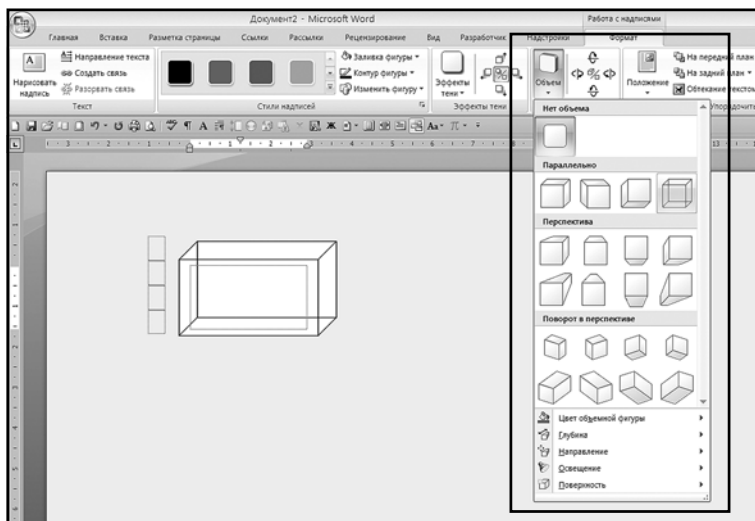 Документ2 - Microsoft Word
Работа с надписями
Главная Вставка Разметка страницы Ссылки Рассылки Рецензирование Вид Разработчик Надстройки Формат
Нарисовать надпись
Направление текста
Создать связь
Разорвать связь
Текст
Заливка фигуры
Контур фигуры
Изменить фигуру
Стили надписей
Эффекты тени
Эффекты тени
Объем
Положение
На передний план
На задний план
Обтекание текстом
Упорядочить
Нет объема
Параллельно
Перспектива
Поворот в перспективе
Цвет объемной фигуры
Глубина
Направление
Освещение
Поверхность